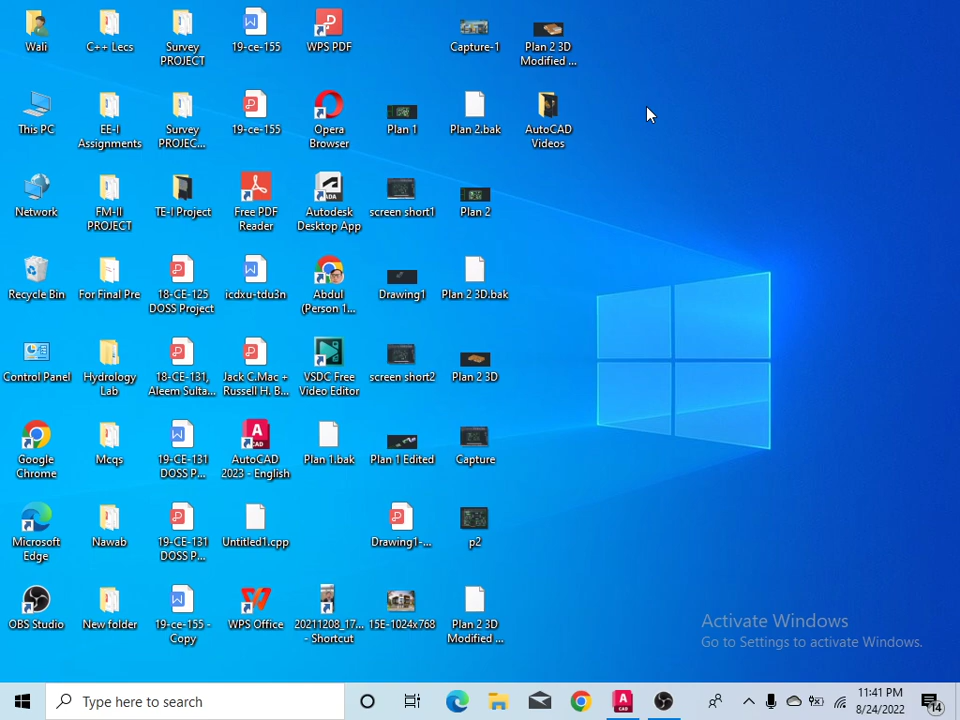 Wali
C++ Lecs
Survey
PROJECT
19-ce-155
WPS PDF
Capture-1
Plan 2 3D
Modified ...
This PC
EE-I
Assignments
Survey
PROJEC...
19-ce-155
Opera
Browser
Plan 1
Plan 2.bak
AutoCAD
Videos
Network
FM-II
PROJECT
TE-I Project
Free PDF
Reader
Autodesk
Desktop App
screen short1
Plan 2
Recycle Bin
For Final Pre
18-CE-125
DOSS Project
icdxu-tdu3n
Abdul
(Person 1...
Drawing1
Plan 2 3D.bak
Control Panel
Hydrology
Lab
18-CE-131,
Aleem Sulta...
Jack C.Mac +
Russell H. B...
VSDC Free
Video Editor
screen short2
Plan 2 3D
Google
Chrome
Mcqs
19-CE-131
DOSS P...
AutoCAD
2023 - English
Plan 1.bak
Plan 1 Edited
Capture
Microsoft
Edge
Nawab
19-CE-131
DOSS P...
Untitled1.cpp
Drawing1-...
p2
OBS Studio
New folder
19-ce-155 -
Copy
WPS Office
20211208_17...
- Shortcut
15E-1024x768
Plan 2 3D
Modified ...
Activate Windows
Go to Settings to activate Windows.
Type here to search
11:41 PM
8/24/2022
14